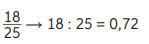 18/25 → 18 : 25 = 0,72